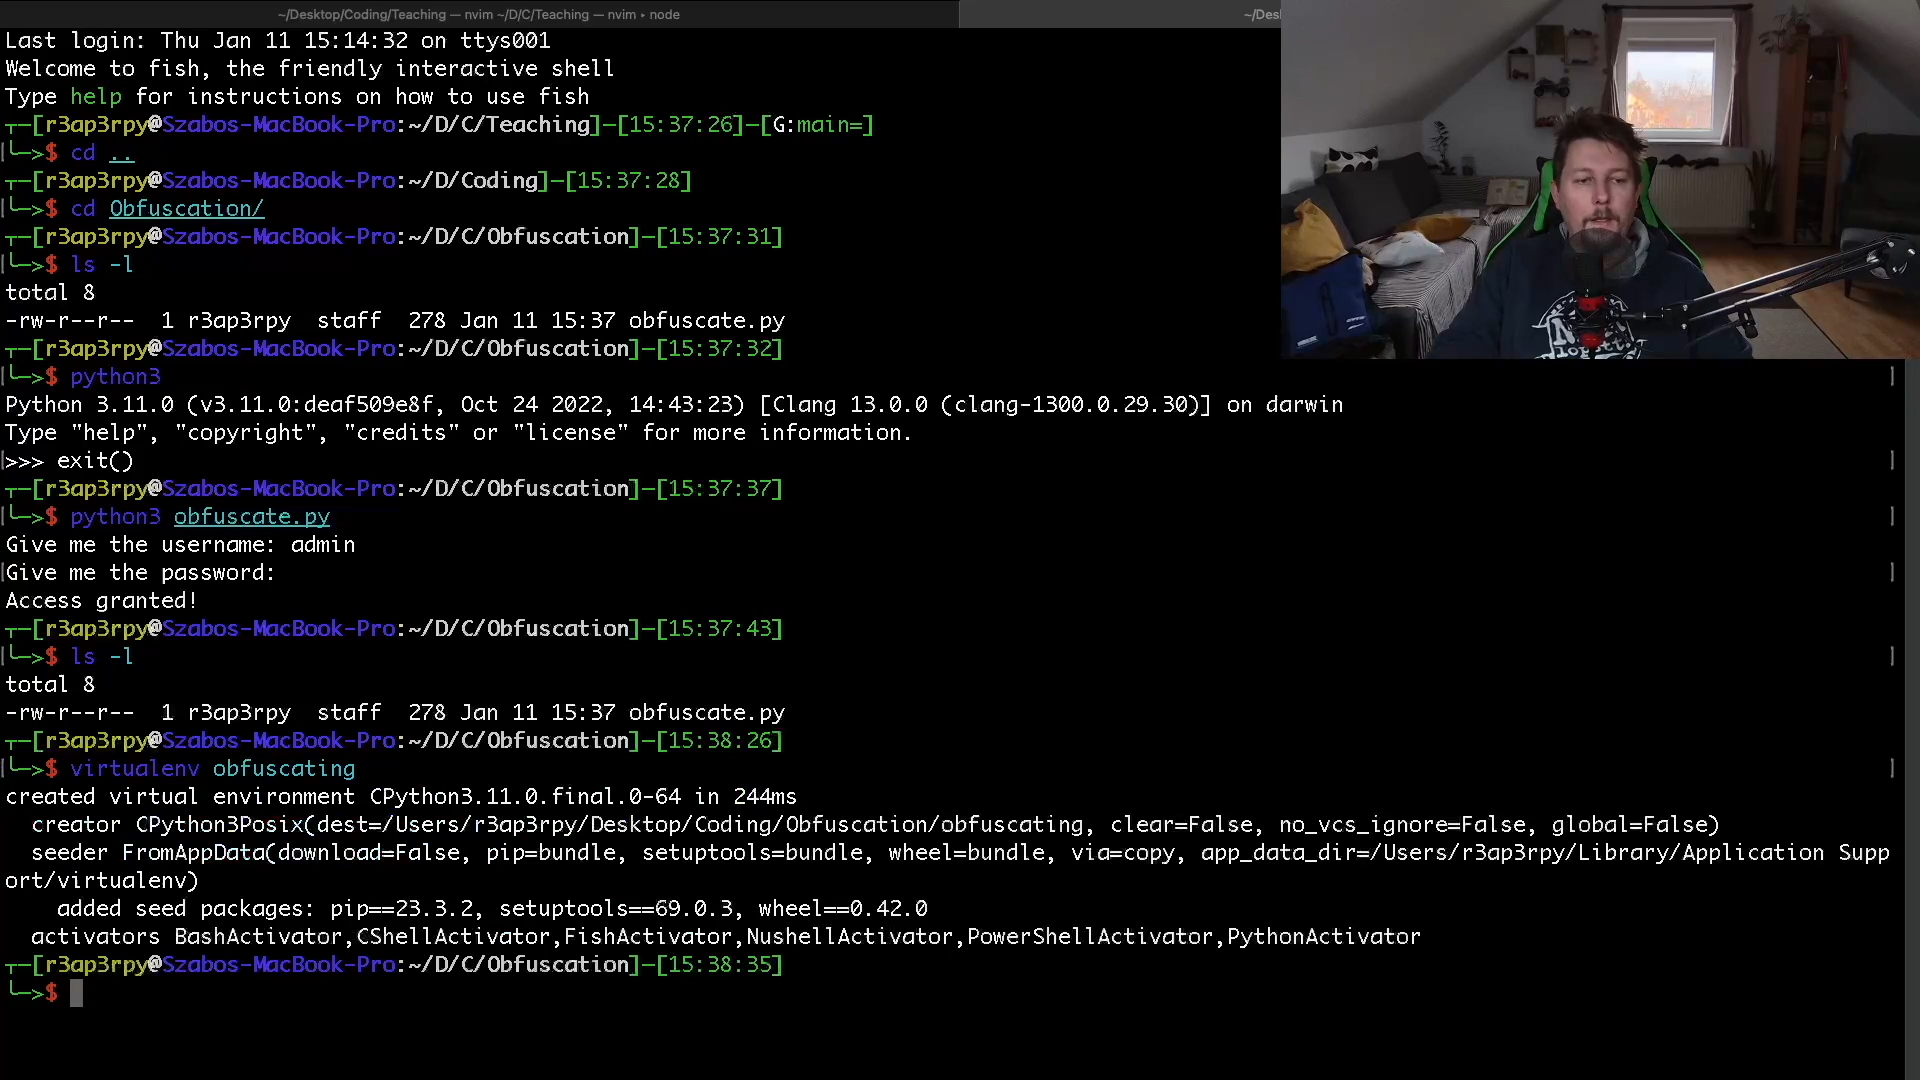 ~/Desktop/Coding/Teaching — nvim ~/D/C/Teaching — nvim ▸ node
Last login: Thu Jan 11 15:14:32 on ttys001
Welcome to fish, the friendly interactive shell
Type help for instructions on how to use fish
┬─[r3ap3rpy@Szabos-MacBook-Pro:~/D/C/Teaching]─[15:37:26]─[G:main=]
╰─>$ cd ..
┬─[r3ap3rpy@Szabos-MacBook-Pro:~/D/Coding]─[15:37:28]
╰─>$ cd Obfuscation/
┬─[r3ap3rpy@Szabos-MacBook-Pro:~/D/C/Obfuscation]─[15:37:31]
╰─>$ ls -l
total 8
-rw-r--r--  1 r3ap3rpy  staff  278 Jan 11 15:37 obfuscate.py
┬─[r3ap3rpy@Szabos-MacBook-Pro:~/D/C/Obfuscation]─[15:37:32]
╰─>$ python3
Python 3.11.0 (v3.11.0:deaf509e8f, Oct 24 2022, 14:43:23) [Clang 13.0.0 (clang-1300.0.29.30)] on darwin
Type "help", "copyright", "credits" or "license" for more information.
>>> exit()
┬─[r3ap3rpy@Szabos-MacBook-Pro:~/D/C/Obfuscation]─[15:37:37]
╰─>$ python3 obfuscate.py
Give me the username: admin
Give me the password:
Access granted!
┬─[r3ap3rpy@Szabos-MacBook-Pro:~/D/C/Obfuscation]─[15:37:43]
╰─>$ ls -l
total 8
-rw-r--r--  1 r3ap3rpy  staff  278 Jan 11 15:37 obfuscate.py
┬─[r3ap3rpy@Szabos-MacBook-Pro:~/D/C/Obfuscation]─[15:38:26]
╰─>$ virtualenv obfuscating
created virtual environment CPython3.11.0.final.0-64 in 244ms
  creator CPython3Posix(dest=/Users/r3ap3rpy/Desktop/Coding/Obfuscation/obfuscating, clear=False, no_vcs_ignore=False, global=False)
  seeder FromAppData(download=False, pip=bundle, setuptools=bundle, wheel=bundle, via=copy, app_data_dir=/Users/r3ap3rpy/Library/Application Supp
ort/virtualenv)
    added seed packages: pip==23.3.2, setuptools==69.0.3, wheel==0.42.0
  activators BashActivator,CShellActivator,FishActivator,NushellActivator,PowerShellActivator,PythonActivator
┬─[r3ap3rpy@Szabos-MacBook-Pro:~/D/C/Obfuscation]─[15:38:35]
╰─>$